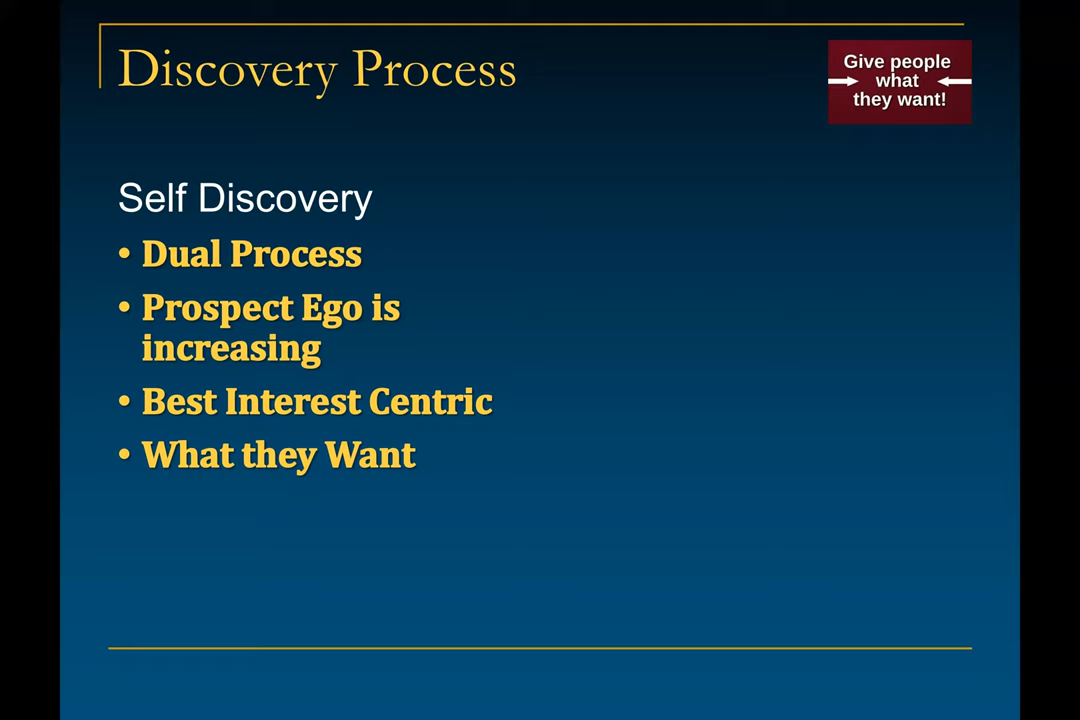 Discovery Process
Give people
what
they want!
Self Discovery
• Dual Process
• Prospect Ego is
increasing
• Best Interest Centric
• What they Want